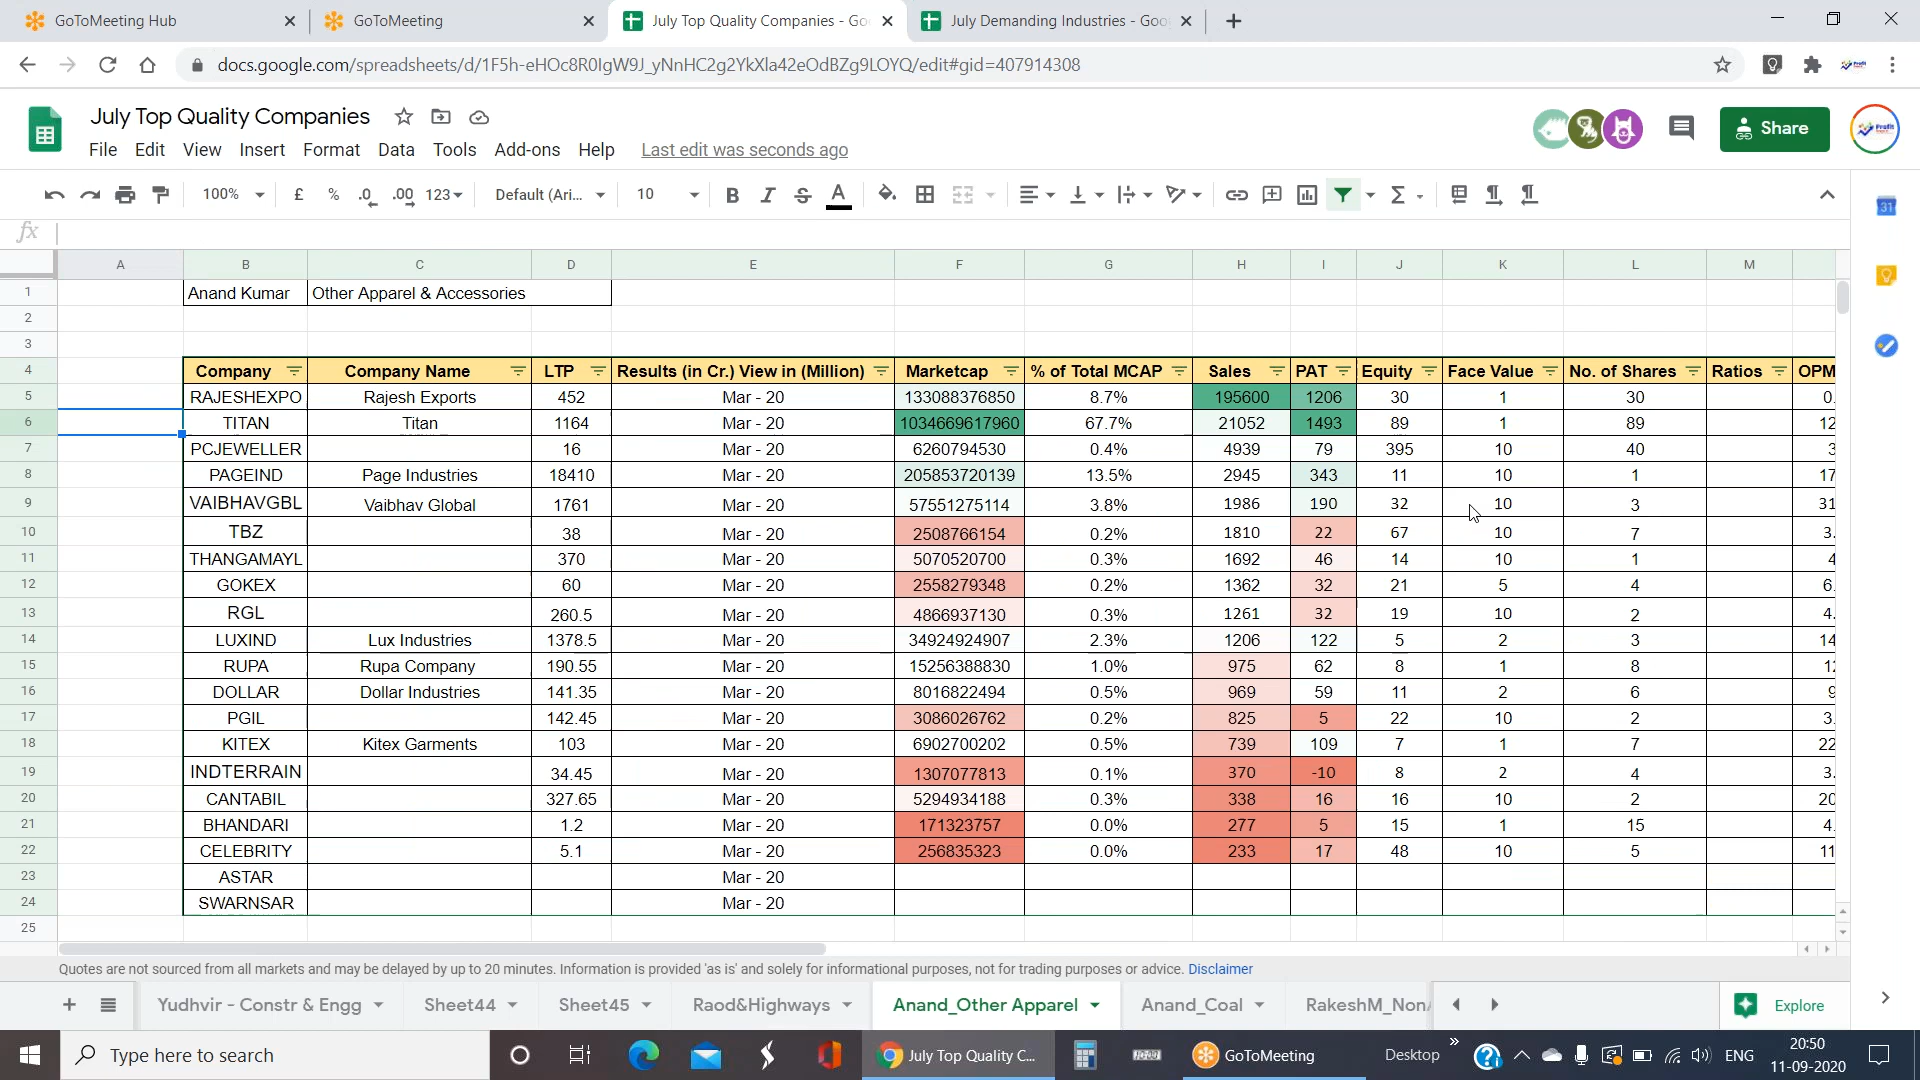 GoToMeeting Hub
GoToMeeting
July Top Quality Companies - Goo
July Demanding Industries - Goo
docs.google.com/spreadsheets/d/1F5h-eHOc8R0IgW9J_yNnHC2g2YkXla42eOdBZg9LOYQ/edit#gid=407914308
July Top Quality Companies
Share
File Edit View Insert Format Data Tools Add-ons Help Last edit was seconds ago
100% £ % .0 .00 123 Default (Ari... 10 B I S A
fx
A B C D E F G H I J K L M
1 Anand Kumar Other Apparel & Accessories
2
3
4 Company Company Name LTP Results (in Cr.) View in (Million) Marketcap % of Total MCAP Sales PAT Equity Face Value No. of Shares Ratios OPM
5 RAJESHEXPO Rajesh Exports 452 Mar - 20 133088376850 8.7% 195600 1206 30 1 30 0.
6 TITAN Titan 1164 Mar - 20 1034669617960 67.7% 21052 1493 89 1 89 12
7 PCJEWELLER 16 Mar - 20 6260794530 0.4% 4939 79 395 10 40 3
8 PAGEIND Page Industries 18410 Mar - 20 205853720139 13.5% 2945 343 11 10 1 17
9 VAIBHAVGBL Vaibhav Global 1761 Mar - 20 57551275114 3.8% 1986 190 32 10 3 31
10 TBZ 38 Mar - 20 2508766154 0.2% 1810 22 67 10 7 3.
11 THANGAMAYL 370 Mar - 20 5070520700 0.3% 1692 46 14 10 1 4
12 GOKEX 60 Mar - 20 2558279348 0.2% 1362 32 21 5 4 6.
13 RGL 260.5 Mar - 20 4866937130 0.3% 1261 32 19 10 2 4.
14 LUXIND Lux Industries 1378.5 Mar - 20 34924924907 2.3% 1206 122 5 2 3 14
15 RUPA Rupa Company 190.55 Mar - 20 15256388830 1.0% 975 62 8 1 8 12
16 DOLLAR Dollar Industries 141.35 Mar - 20 8016822494 0.5% 969 59 11 2 6 9
17 PGIL 142.45 Mar - 20 3086026762 0.2% 825 5 22 10 2 3.
18 KITEX Kitex Garments 103 Mar - 20 6902700202 0.5% 739 109 7 1 7 22
19 INDTERRAIN 34.45 Mar - 20 1307077813 0.1% 370 -10 8 2 4 3.
20 CANTABIL 327.65 Mar - 20 5294934188 0.3% 338 16 16 10 2 20
21 BHANDARI 1.2 Mar - 20 171323757 0.0% 277 5 15 1 15 4.
22 CELEBRITY 5.1 Mar - 20 256835323 0.0% 233 17 48 10 5 11
23 ASTAR Mar - 20
24 SWARNSAR Mar - 20
25
Quotes are not sourced from all markets and may be delayed by up to 20 minutes. Information is provided 'as is' and solely for informational purposes, not for trading purposes or advice. Disclaimer
Yudhvir - Constr & Engg Sheet44 Sheet45 Raod&Highways Anand_Other Apparel Anand_Coal RakeshM_NonA Explore
Type here to search
July Top Quality C...
GoToMeeting
Desktop
ENG
20:50
11-09-2020